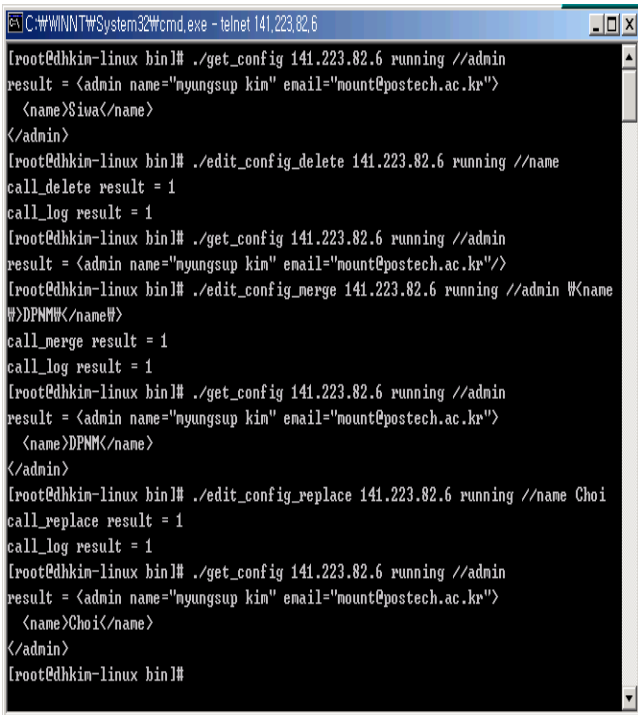 C:₩WINNT₩System32₩cmd,exe - telnet 141,223,82,6
[root@dhkim-linux bin]# ./get_config 141.223.82.6 running //admin
result = <admin name="myungsup kim" email="mount@postech.ac.kr">
  <name>Siwa</name>
</admin>
[root@dhkim-linux bin]# ./edit_config_delete 141.223.82.6 running //name
call_delete result = 1
call_log result = 1
[root@dhkim-linux bin]# ./get_config 141.223.82.6 running //admin
result = <admin name="myungsup kim" email="mount@postech.ac.kr"/>
[root@dhkim-linux bin]# ./edit_config_merge 141.223.82.6 running //admin ₩<name
₩>DPNM₩</name₩>
call_merge result = 1
call_log result = 1
[root@dhkim-linux bin]# ./get_config 141.223.82.6 running //admin
result = <admin name="myungsup kim" email="mount@postech.ac.kr">
  <name>DPNM</name>
</admin>
[root@dhkim-linux bin]# ./edit_config_replace 141.223.82.6 running //name Choi
call_replace result = 1
call_log result = 1
[root@dhkim-linux bin]# ./get_config 141.223.82.6 running //admin
result = <admin name="myungsup kim" email="mount@postech.ac.kr">
  <name>Choi</name>
</admin>
[root@dhkim-linux bin]#